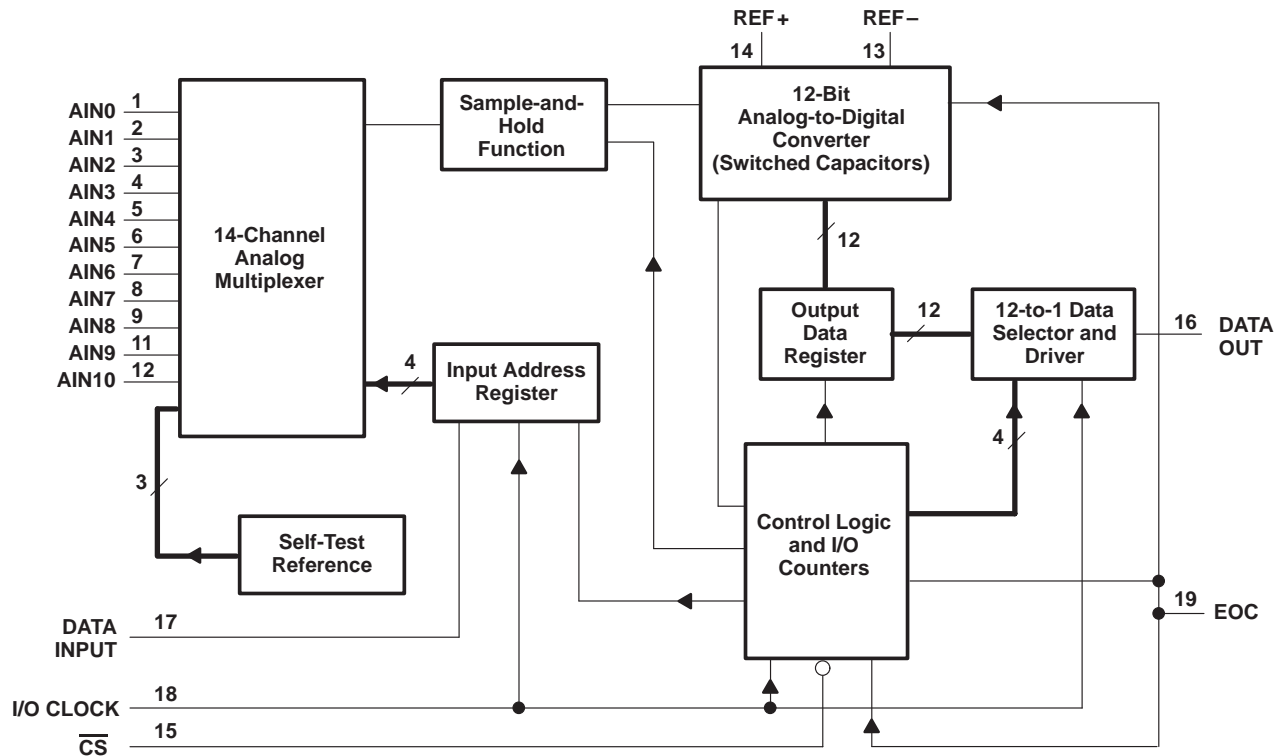 REF+
REF–
14
13
AIN0
1
AIN1
2
AIN2
3
AIN3
4
AIN4
5
AIN5
6
AIN6
7
AIN7
8
AIN8
9
AIN9
11
AIN10
12
14-Channel
Analog
Multiplexer
Sample-and-
Hold
Function
12-Bit
Analog-to-Digital
Converter
(Switched Capacitors)
12
Output
Data
Register
12
12-to-1 Data
Selector and
Driver
16
DATA
OUT
4
Input Address
Register
4
3
Self-Test
Reference
Control Logic
and I/O
Counters
19
EOC
DATA
INPUT
17
I/O CLOCK
18
C̅S̅
15